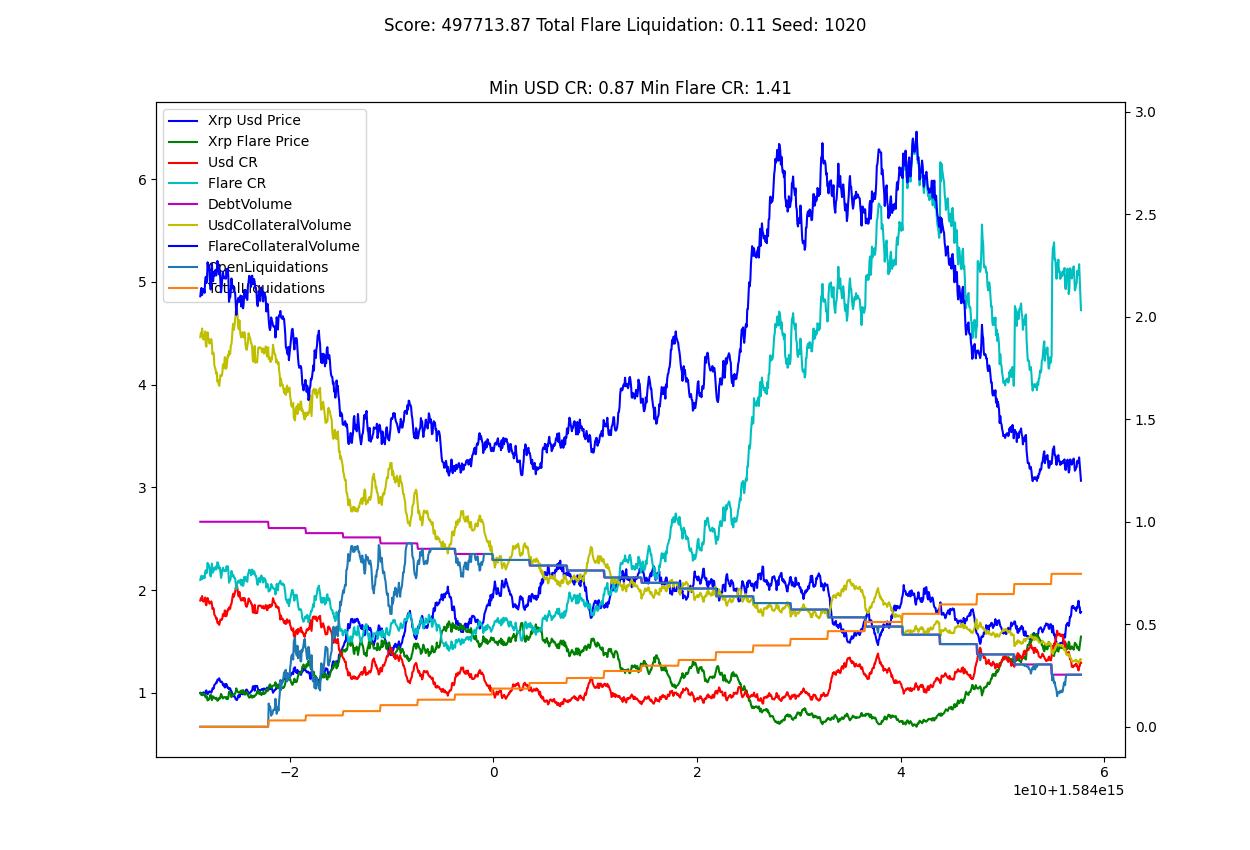 Score: 497713.87 Total Flare Liquidation: 0.11 Seed: 1020
Min USD CR: 0.87 Min Flare CR: 1.41
Xrp Usd Price
Xrp Flare Price
Usd CR
Flare CR
DebtVolume
UsdCollateralVolume
FlareCollateralVolume
OpenLiquidations
TotalLiquidations
6
5
4
3
2
1
3.0
2.5
2.0
1.5
1.0
0.5
0.0
−2
0
2
4
6
1e10+1.584e15